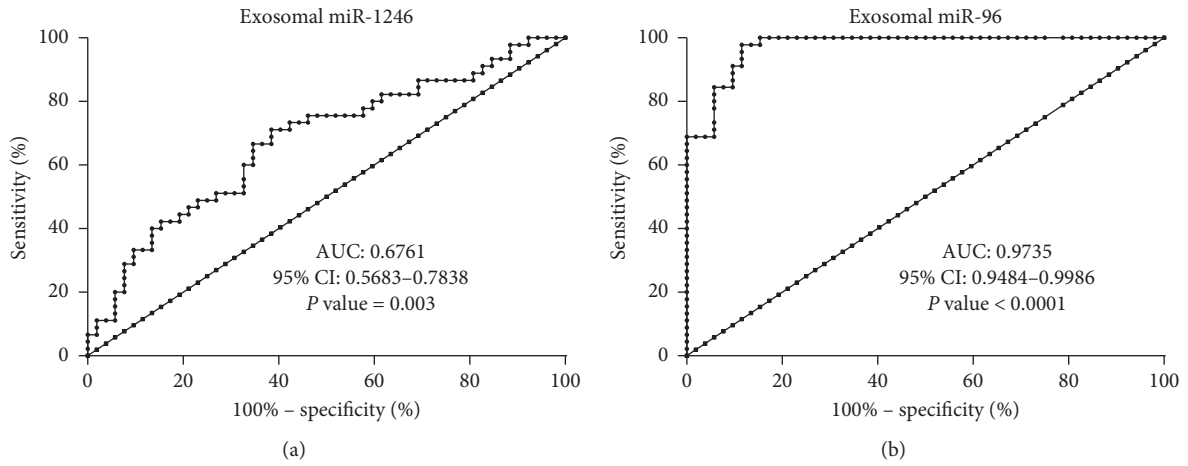 Exosomal miR-1246
100
80
60
40
20
0
Sensitivity (%)
AUC: 0.6761
95% CI: 0.5683–0.7838
P value = 0.003
0 20 40 60 80 100
100% – specificity (%)
(a)
Exosomal miR-96
100
80
60
40
20
0
Sensitivity (%)
AUC: 0.9735
95% CI: 0.9484–0.9986
P value < 0.0001
0 20 40 60 80 100
100% – specificity (%)
(b)